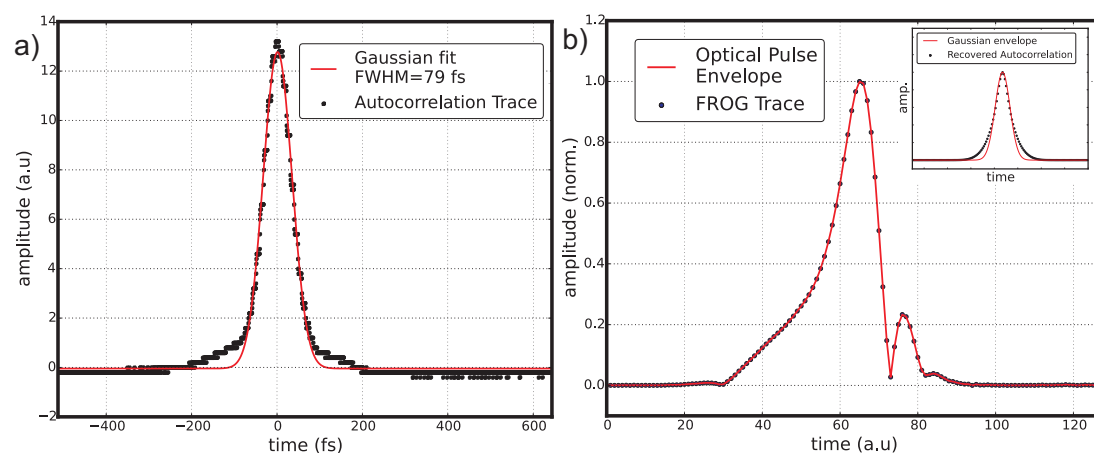 a)
Gaussian fit
FWHM=79 fs
Autocorrelation Trace
amplitude (a.u)
14
12
10
8
6
4
2
0
−2
−400
−200
0
200
400
600
time (fs)
b)
Optical Pulse
Envelope
FROG Trace
amplitude (norm.)
1.2
1.0
0.8
0.6
0.4
0.2
0.0
0
20
40
60
80
100
120
time (a.u)
Gaussian envelope
Recovered Autocorrelation
amp.
time